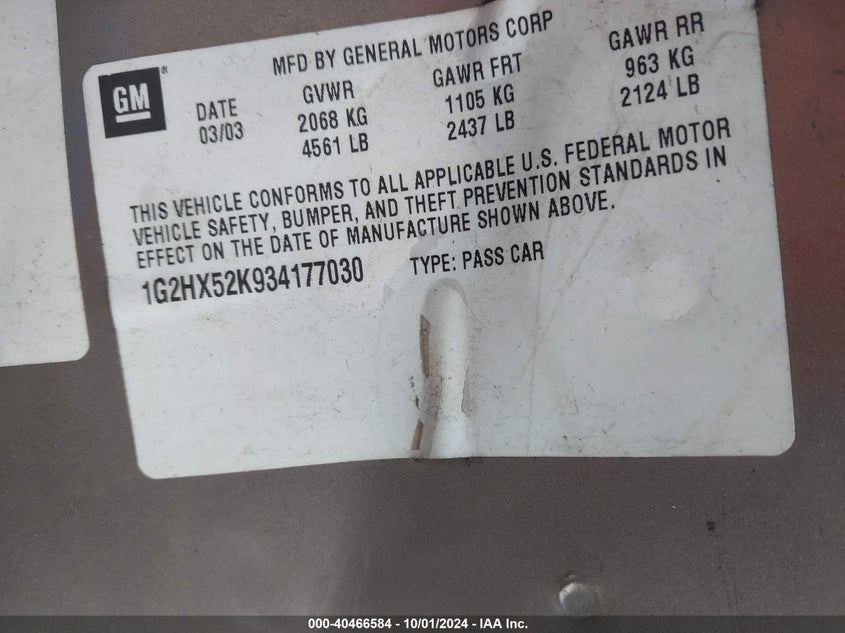 GM
MFD BY GENERAL MOTORS CORP
DATE GVWR GAWR FRT GAWR RR
03/03 2068 KG 1105 KG 963 KG
4561 LB 2437 LB 2124 LB
THIS VEHICLE CONFORMS TO ALL APPLICABLE U.S. FEDERAL MOTOR
VEHICLE SAFETY, BUMPER, AND THEFT PREVENTION STANDARDS IN
EFFECT ON THE DATE OF MANUFACTURE SHOWN ABOVE.
1G2HX52K934177030 TYPE: PASS CAR
000-40466584 - 10/01/2024 - IAA Inc.